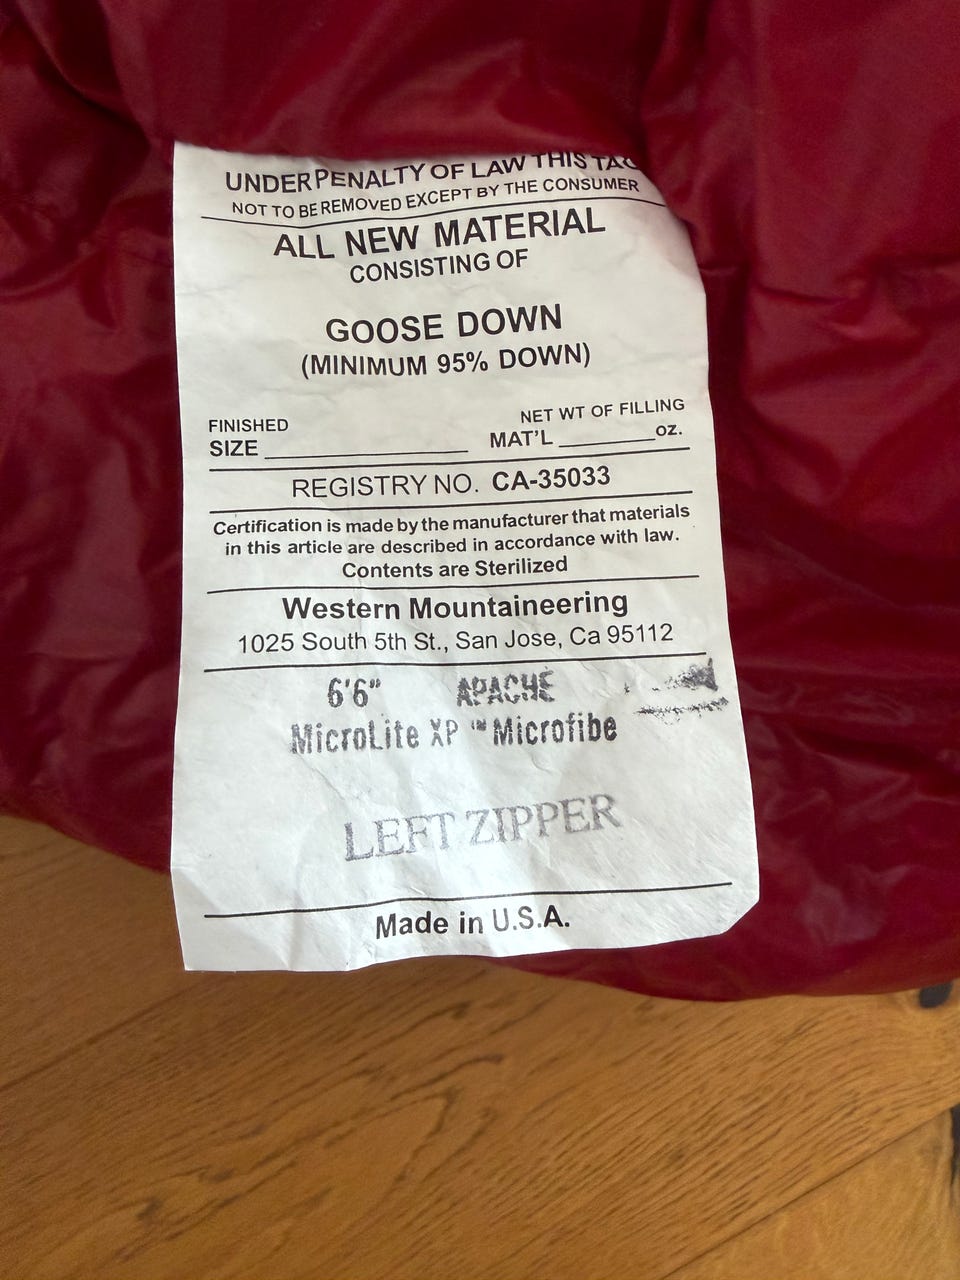 UNDER PENALTY OF LAW THIS TAG
NOT TO BE REMOVED EXCEPT BY THE CONSUMER
ALL NEW MATERIAL
CONSISTING OF
GOOSE DOWN
(MINIMUM 95% DOWN)
FINISHED
SIZE
NET WT OF FILLING
MAT'L ______oz.
REGISTRY NO. CA-35033
Certification is made by the manufacturer that materials
in this article are described in accordance with law.
Contents are Sterilized
Western Mountaineering
1025 South 5th St., San Jose, Ca 95112
6'6" APACHE
MicroLite XP ™ Microfibe
LEFT ZIPPER
Made in U.S.A.